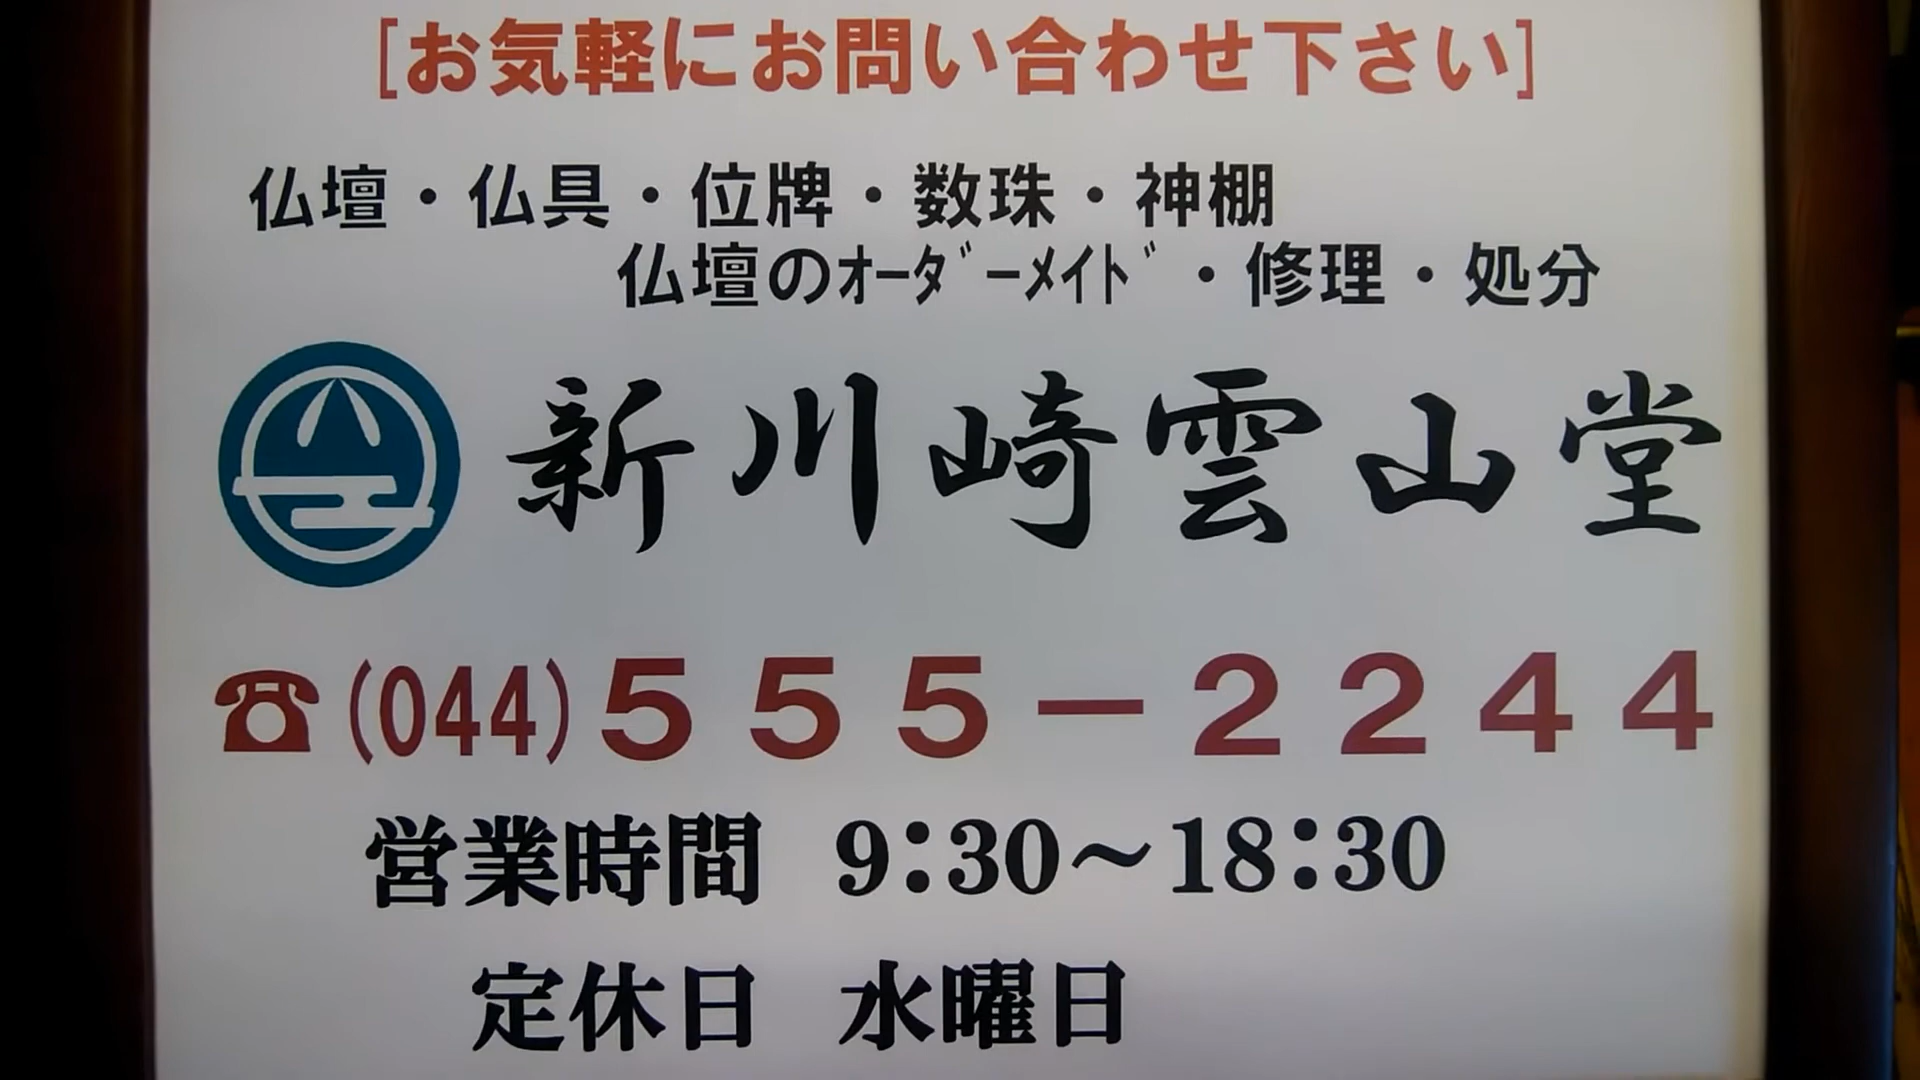 [お気軽にお問い合わせ下さい]
仏壇・仏具・位牌・数珠・神棚
仏壇のｵｰﾀﾞｰﾒｲﾄﾞ・修理・処分
新川崎雲山堂
☎(044)５５５－２２４４
営業時間 9:30～18:30
定休日 水曜日